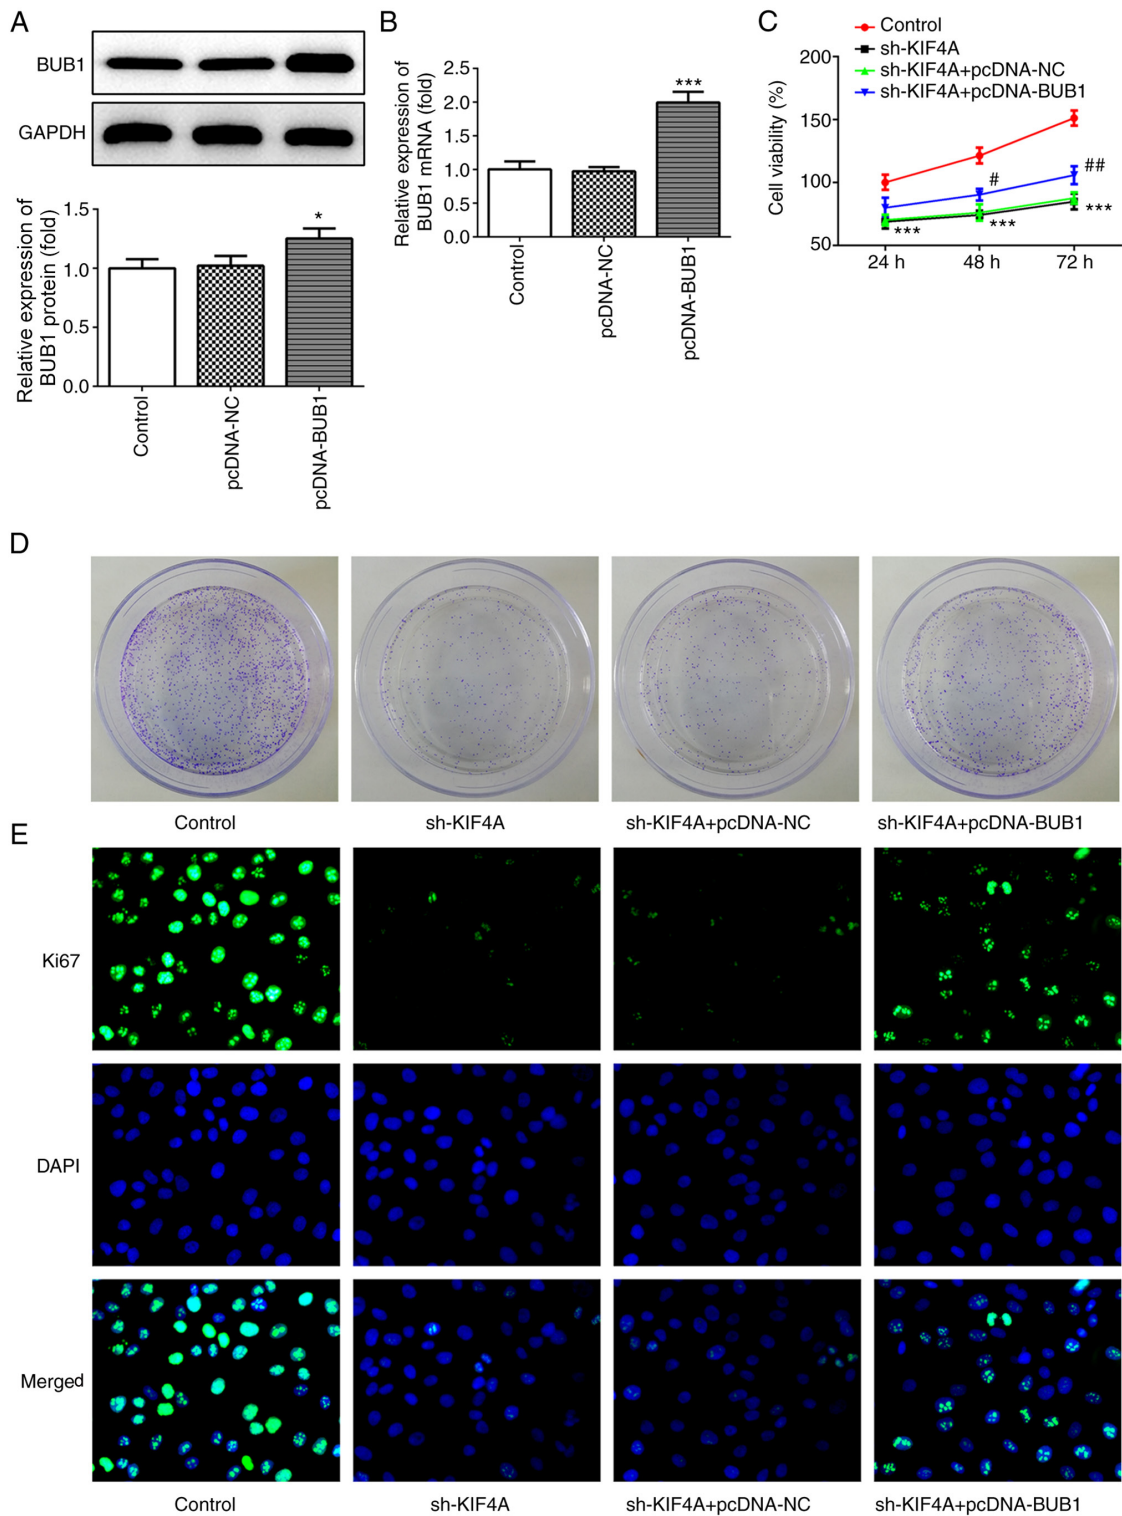 A
BUB1
GAPDH
Relative expression of
BUB1 protein (fold)
1.5
1.0
0.5
0.0
*
Control
pcDNA-NC
pcDNA-BUB1
B
Relative expression of
BUB1 mRNA (fold)
2.5
2.0
1.5
1.0
0.5
0.0
***
Control
pcDNA-NC
pcDNA-BUB1
C
Control
sh-KIF4A
sh-KIF4A+pcDNA-NC
sh-KIF4A+pcDNA-BUB1
Cell viability (%)
200
150
100
50
#
##
***
***
***
24 h
48 h
72 h
D
Control
sh-KIF4A
sh-KIF4A+pcDNA-NC
sh-KIF4A+pcDNA-BUB1
E
Ki67
DAPI
Merged
Control
sh-KIF4A
sh-KIF4A+pcDNA-NC
sh-KIF4A+pcDNA-BUB1